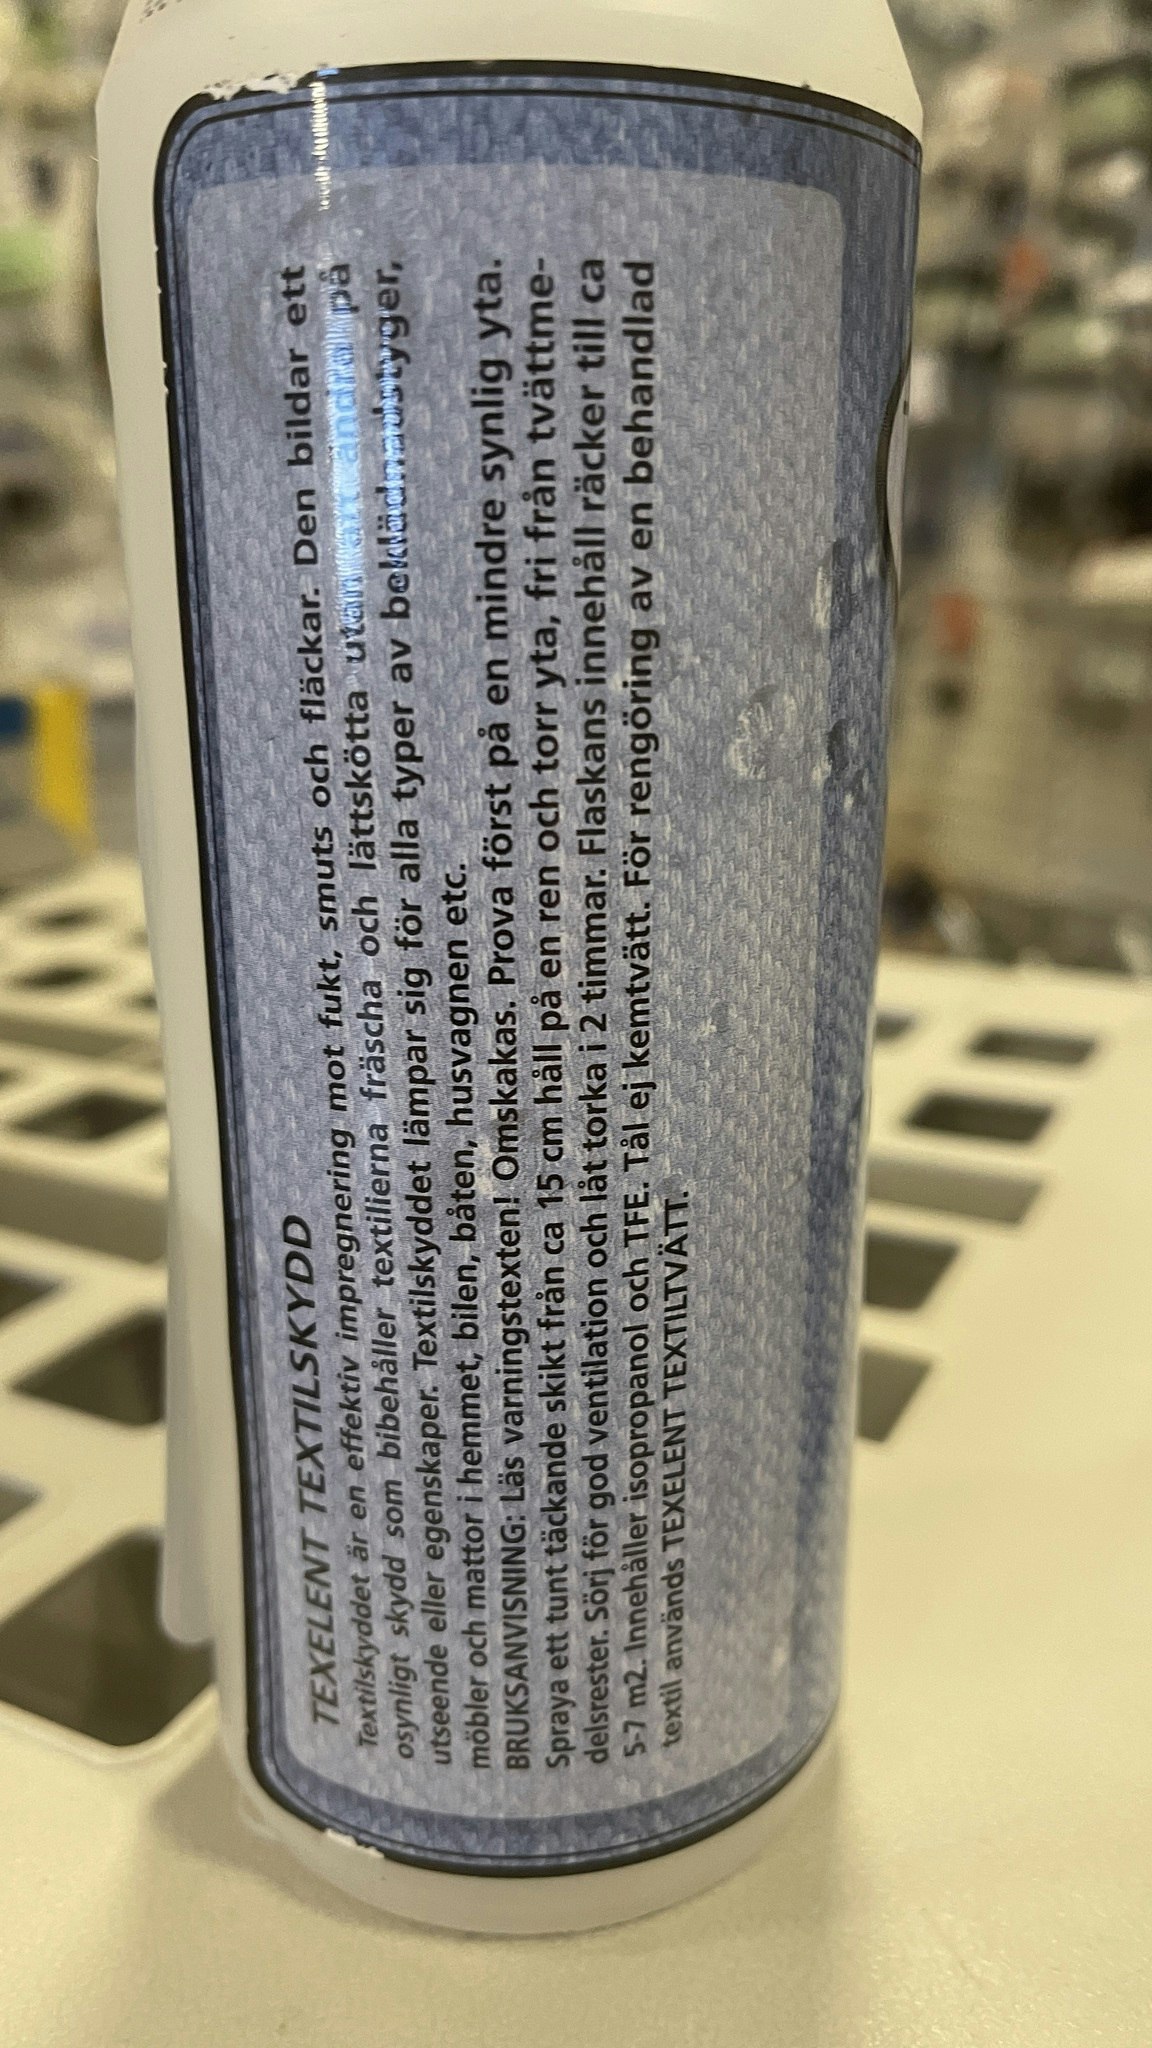 TEXELENT TEXTILSKYDD
Textilskyddet är en effektiv impregnering mot fukt, smuts och fläckar. Den bildar ett
osynligt skydd som bibehåller textilierna fräscha och lättskötta utan förändring på
utseende eller egenskaper. Textilskyddet lämpar sig för alla typer av beklädnadstyger,
möbler och mattor i hemmet, bilen, båten, husvagnen etc.
BRUKSANVISNING: Läs varningstexten! Omskakas. Prova först på en mindre synlig yta.
Spraya ett tunt täckande skikt från ca 15 cm håll på en ren och torr yta, fri från tvättme-
delsrester. Sörj för god ventilation och låt torka i 2 timmar. Flaskans innehåll räcker till ca
5-7 m2. Innehåller isopropanol och TFE. Tål ej kemtvätt. För rengöring av en behandlad
textil används TEXELENT TEXTILTVÄTT.